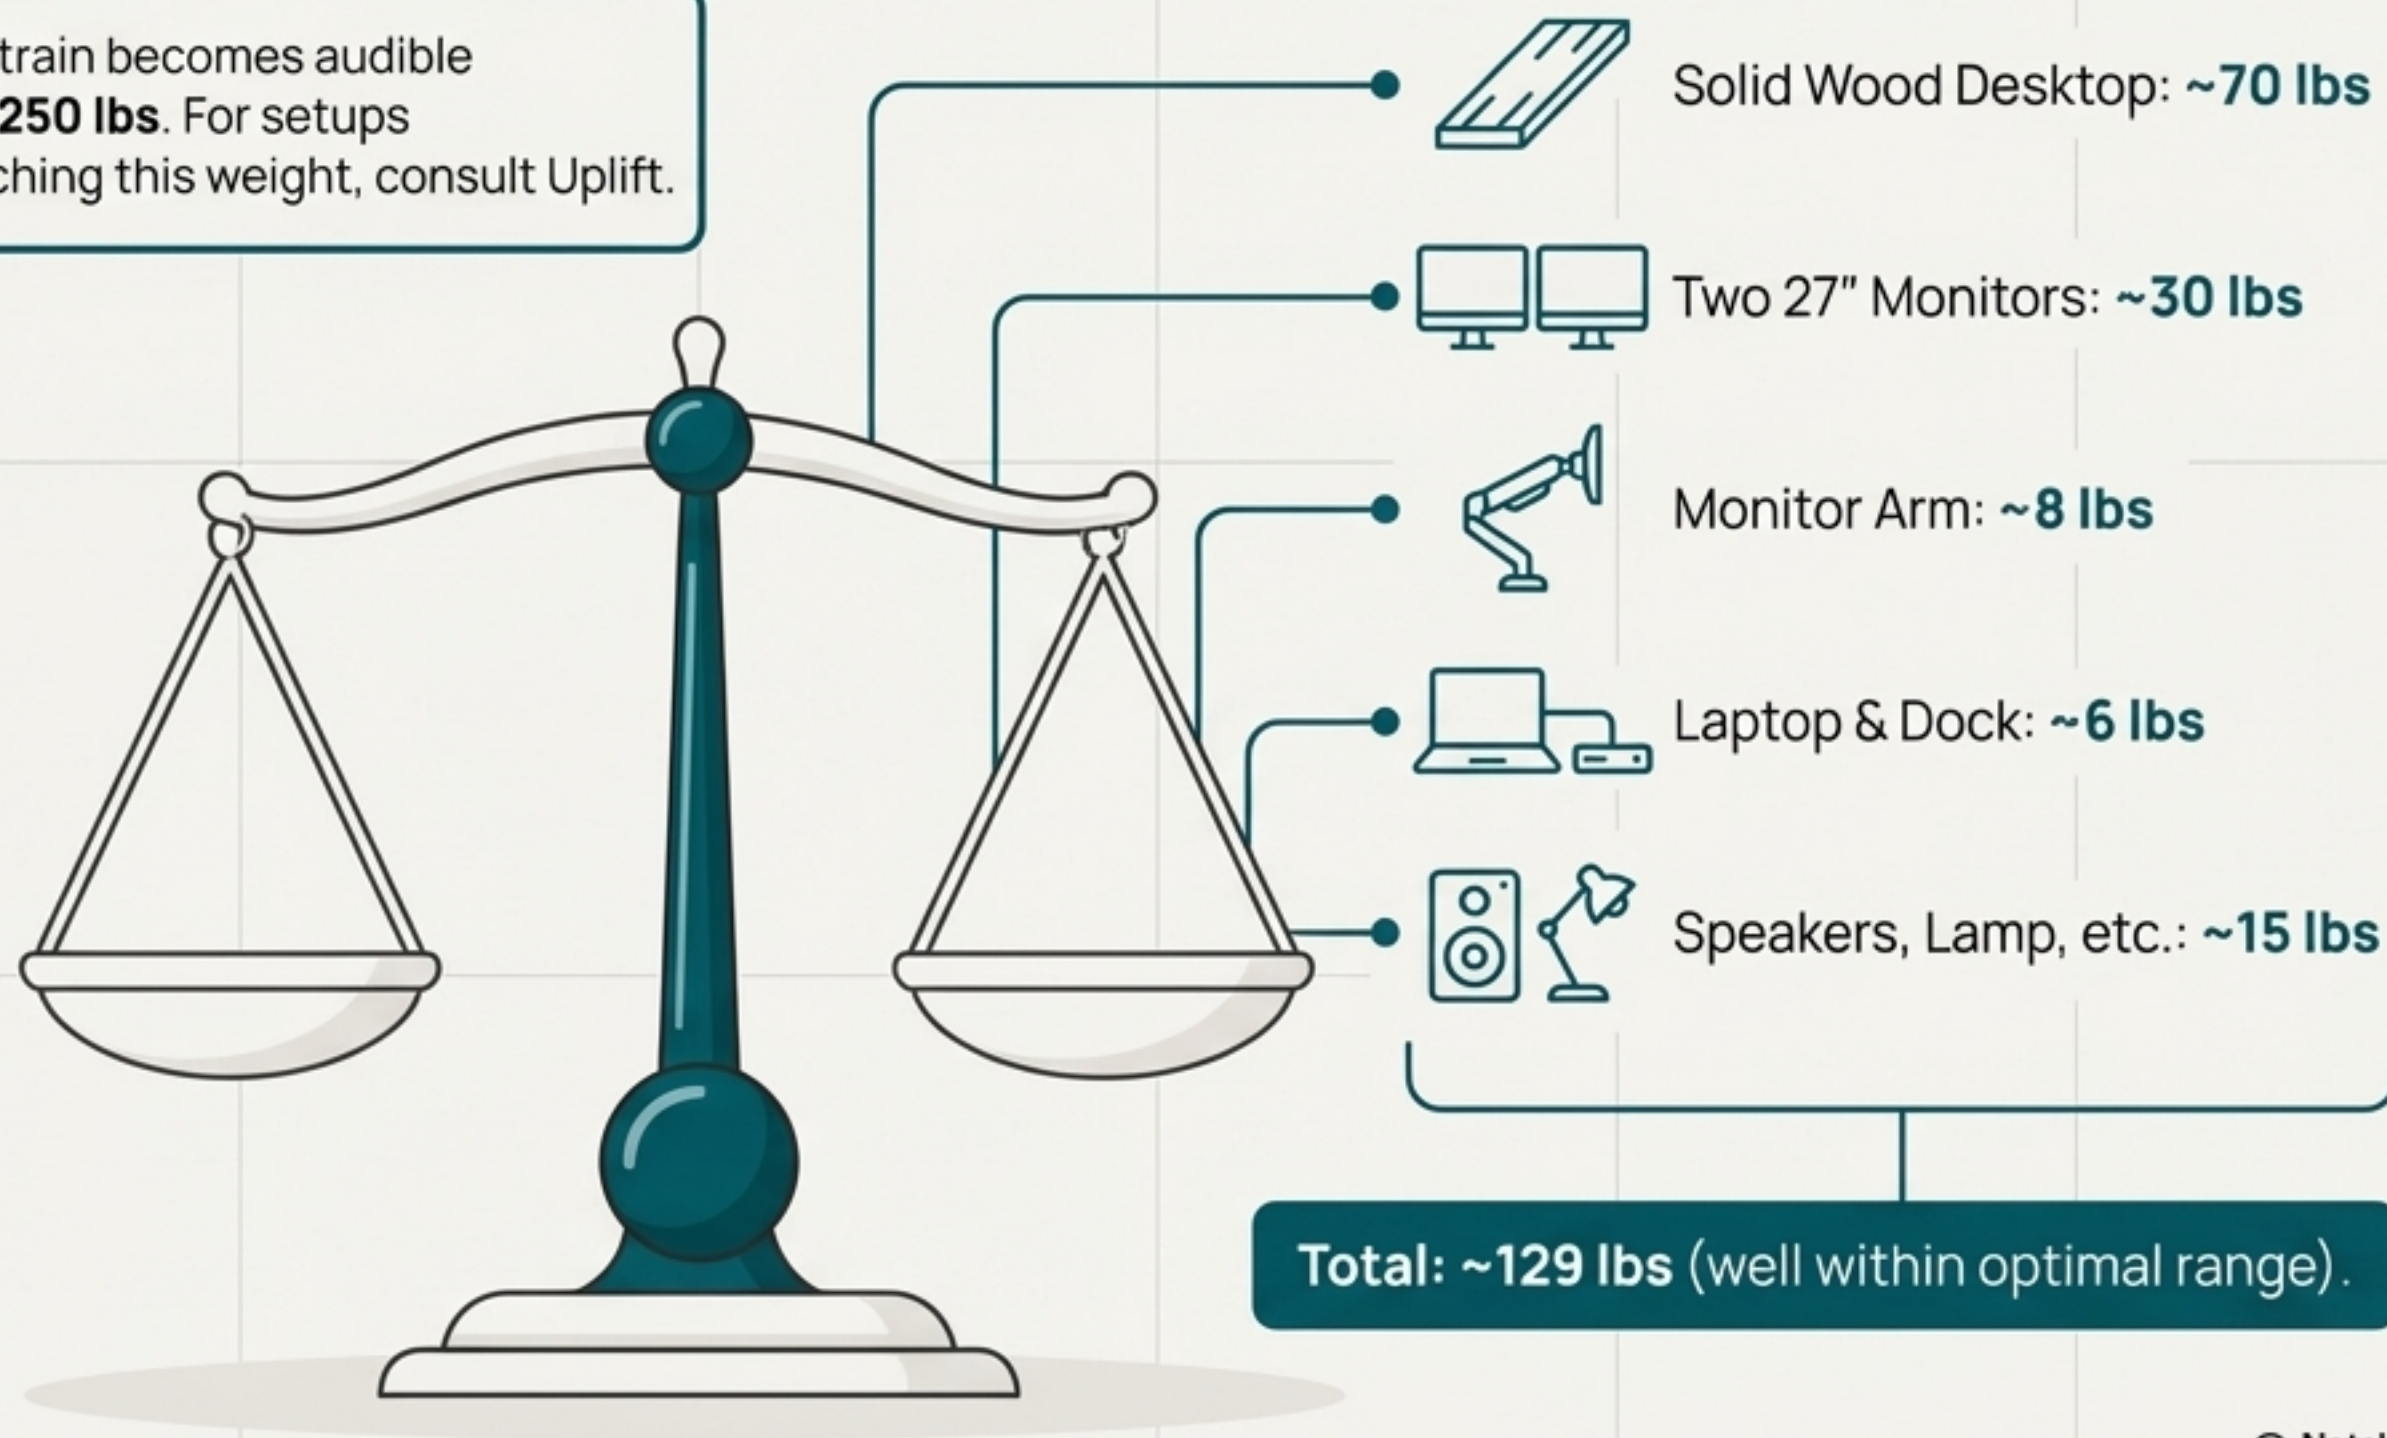 train becomes audible
250 lbs. For setups
ching this weight, consult Uplift.
Solid Wood Desktop: ~70 lbs
Two 27" Monitors: ~30 lbs
Monitor Arm: ~8 lbs
Laptop & Dock: ~6 lbs
Speakers, Lamp, etc.: ~15 lbs
Total: ~129 lbs (well within optimal range).